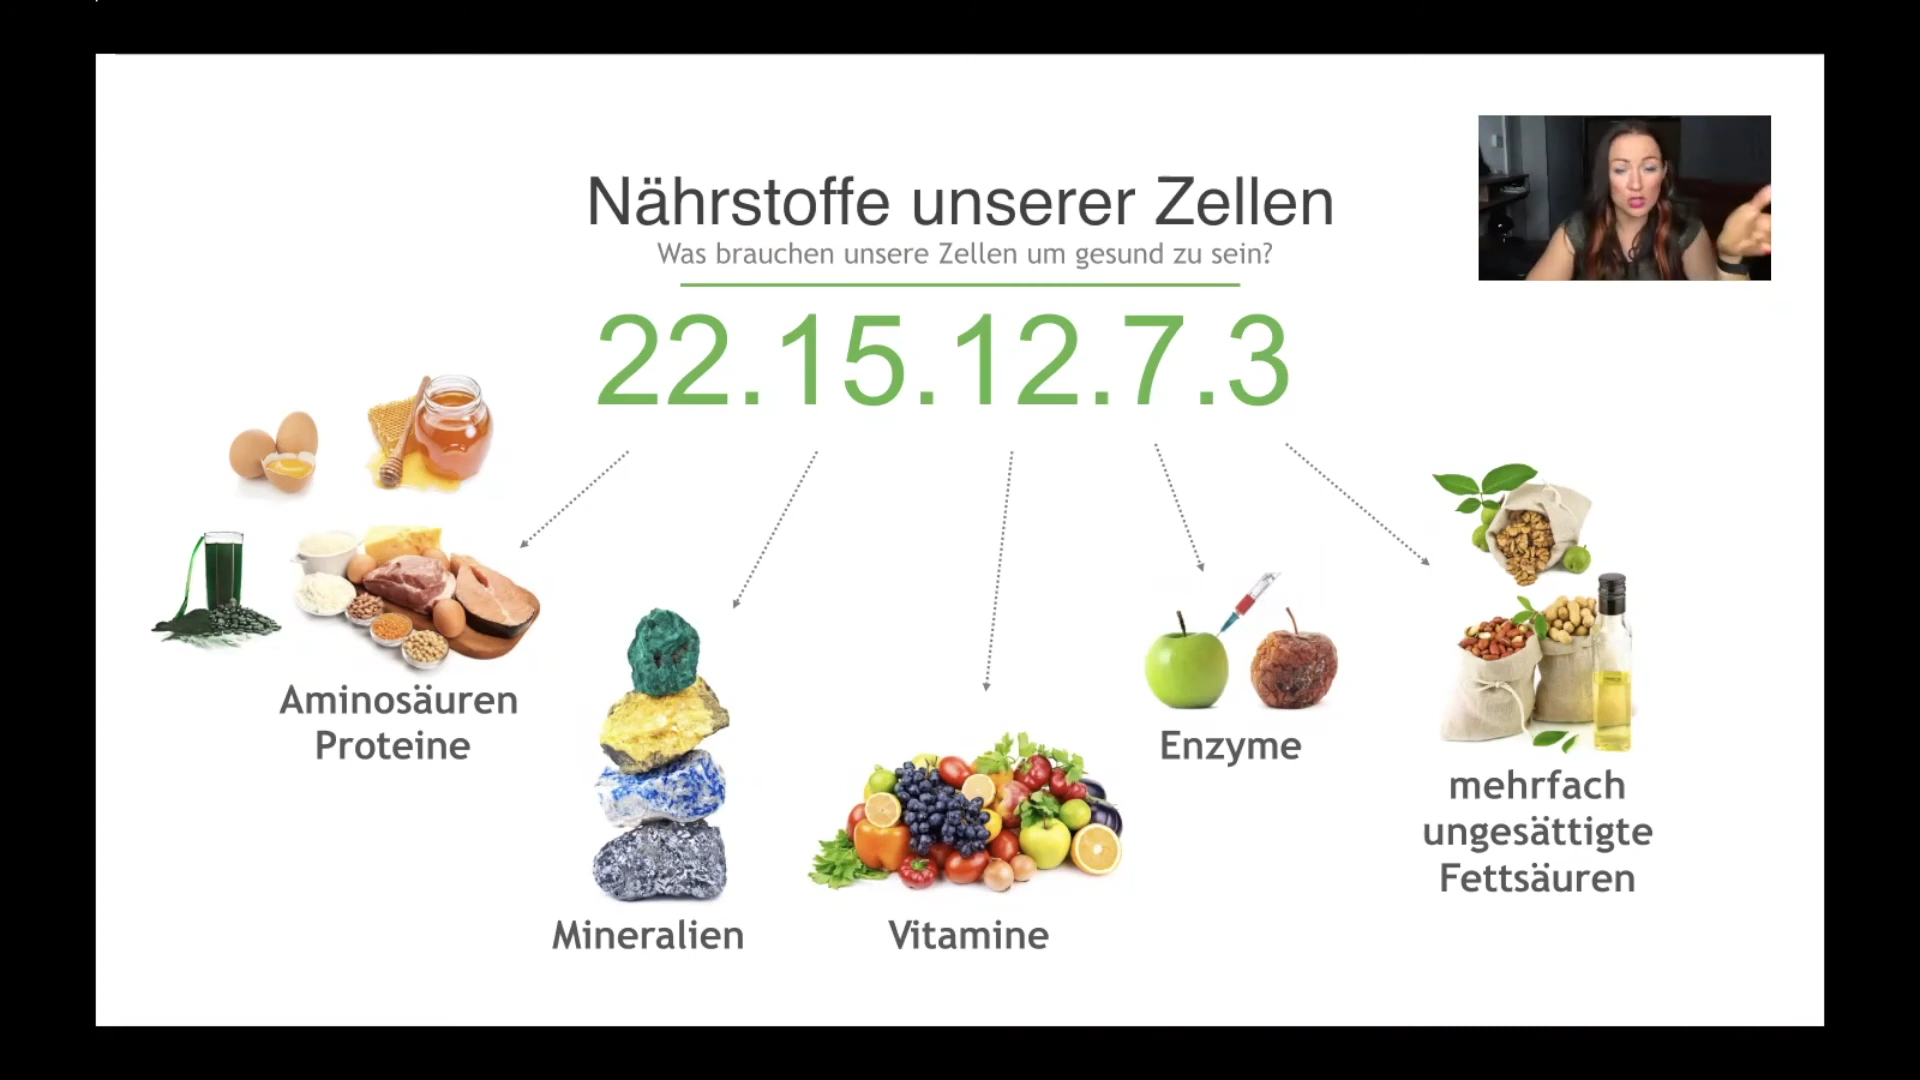 Nährstoffe unserer Zellen
Was brauchen unsere Zellen um gesund zu sein?
22.15.12.7.3
Aminosäuren
Proteine
Mineralien
Vitamine
Enzyme
mehrfach
ungesättigte
Fettsäuren